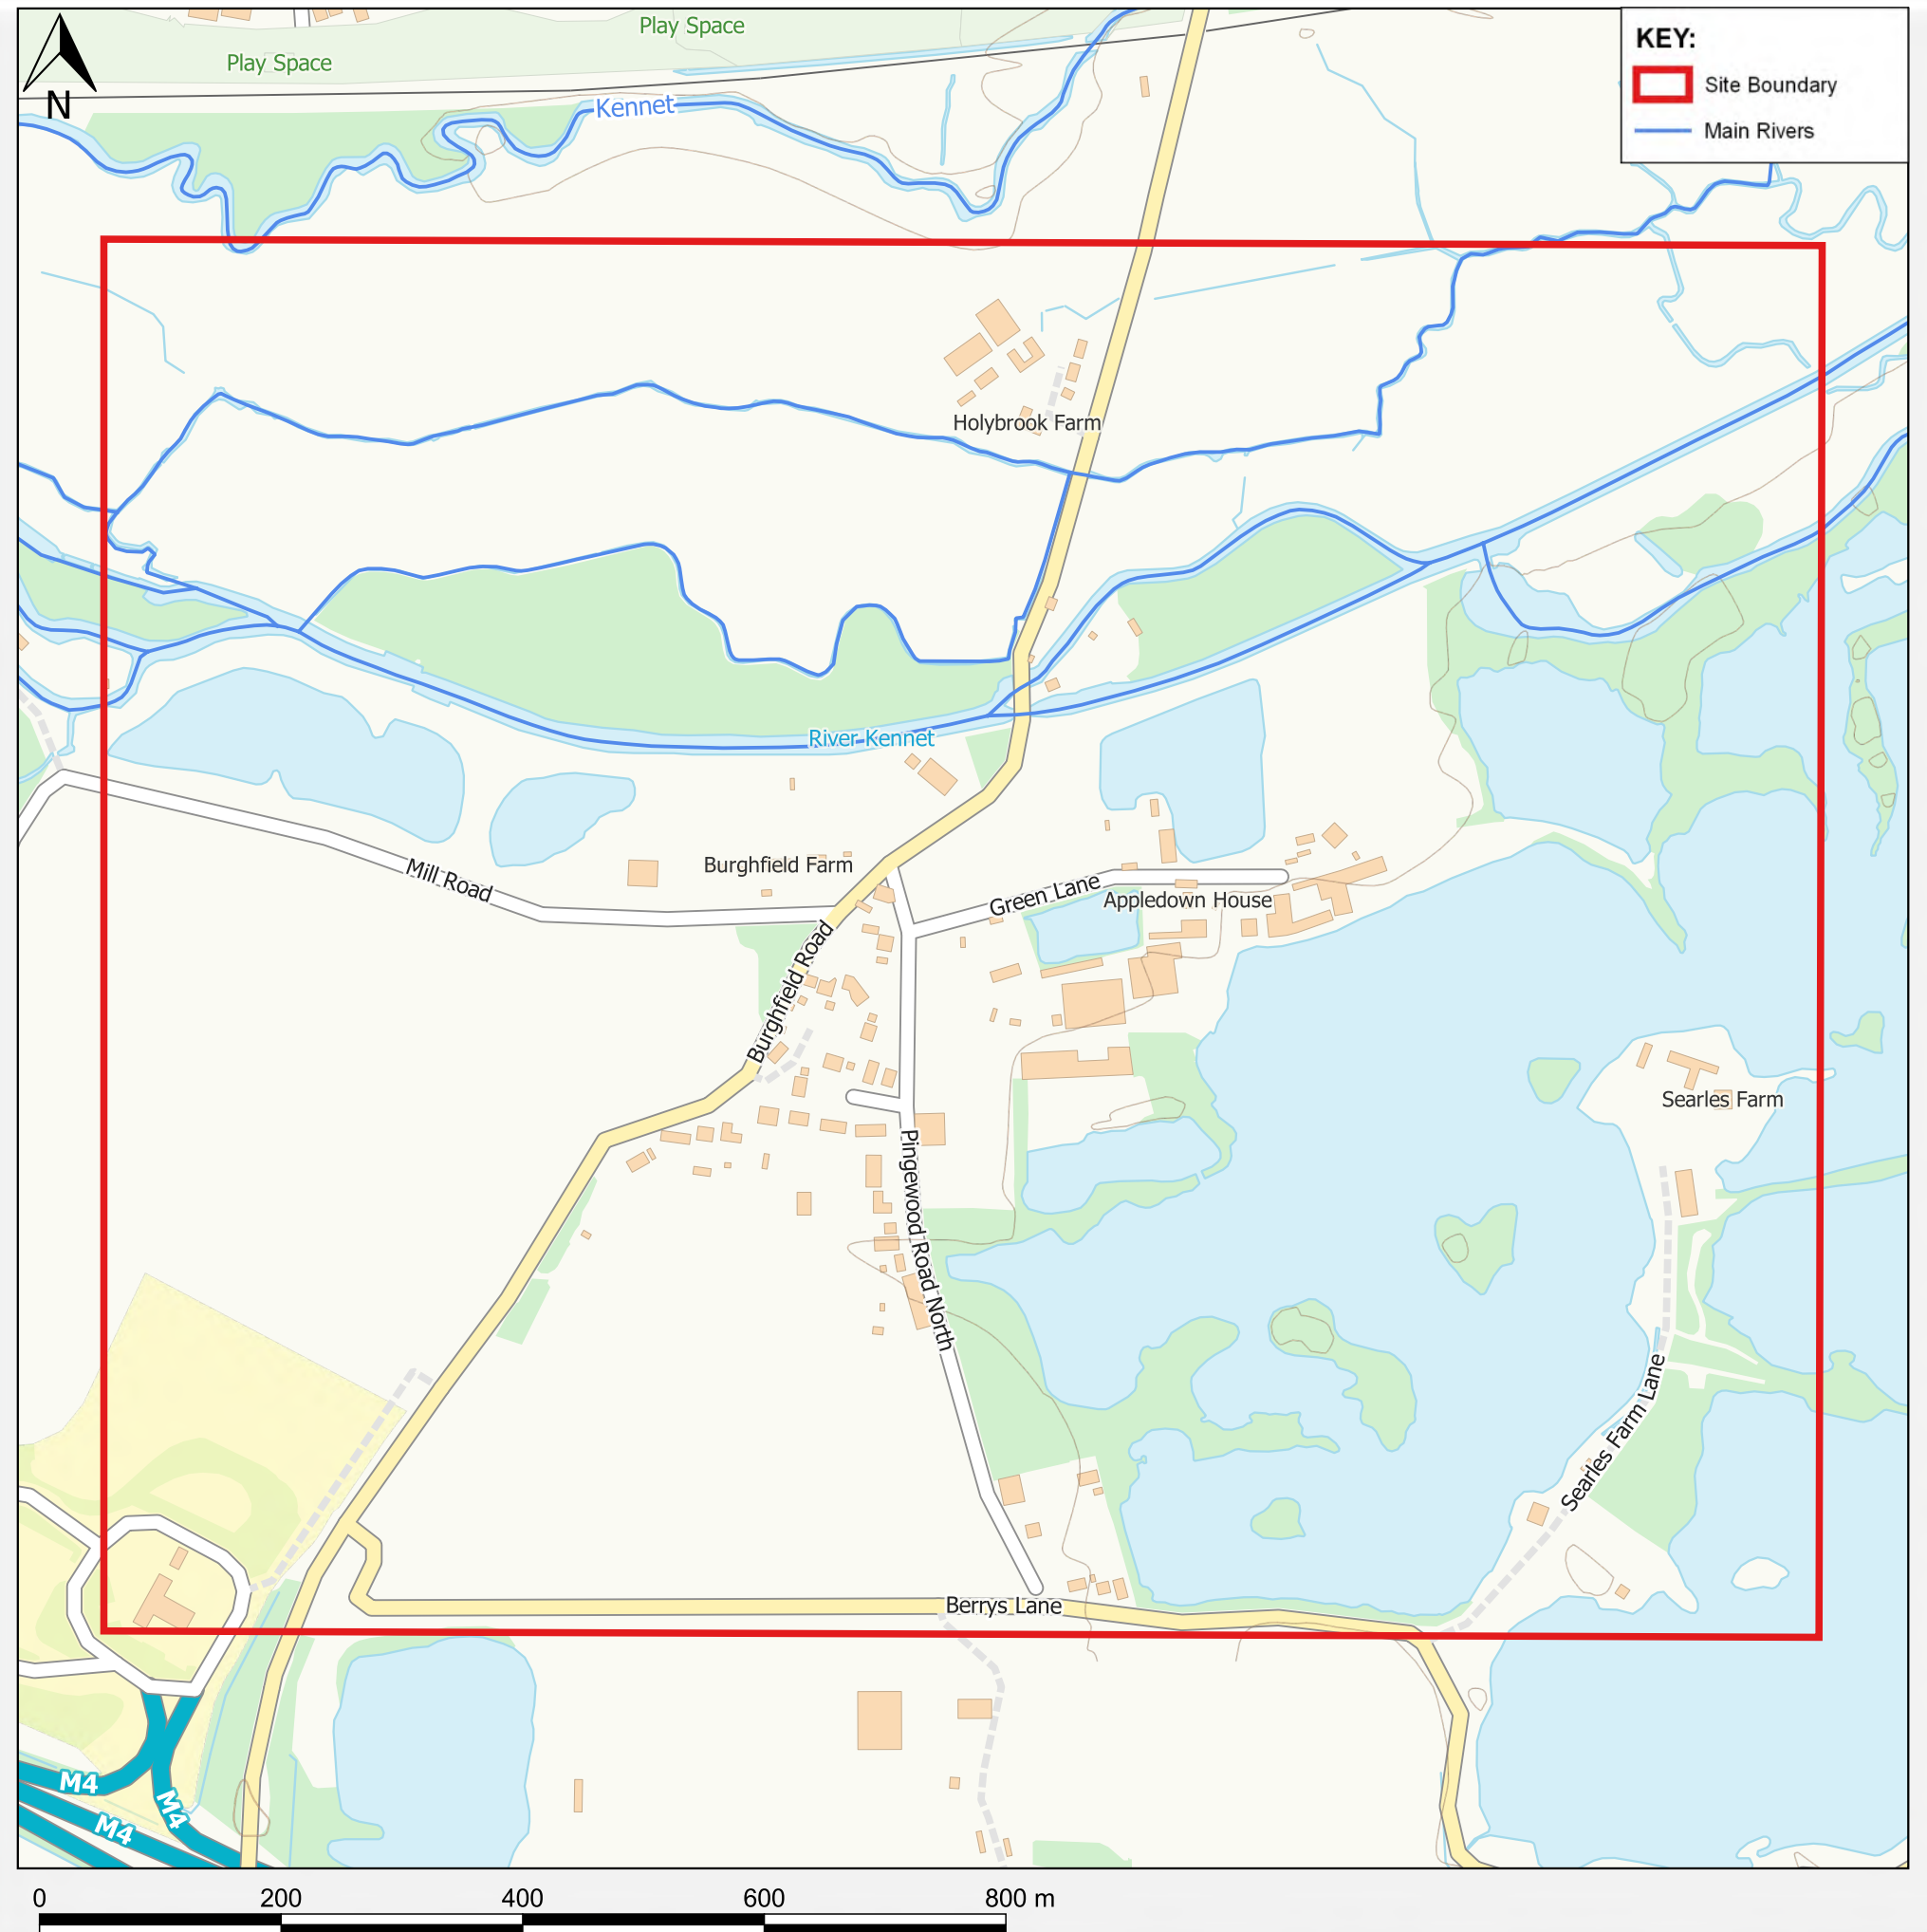 Play Space
Play Space
N
KEY:
Site Boundary
Main Rivers
Kennet
Holybrook Farm
River Kennet
Burghfield Farm
Mill Road
Green Lane
Appledown House
Burghfield Road
Searles Farm
Pingewood Road North
Searles Farm Lane
Berrys Lane
M4
M4
M4
0 200 400 600 800 m